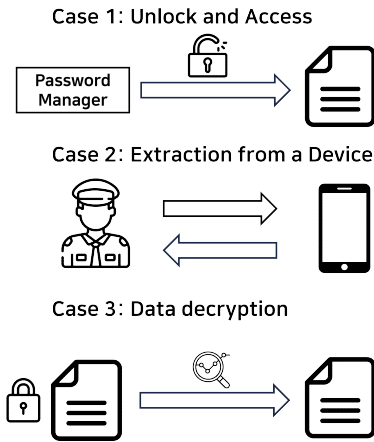 Case 1: Unlock and Access
Password
Manager
Case 2: Extraction from a Device
Case 3: Data decryption